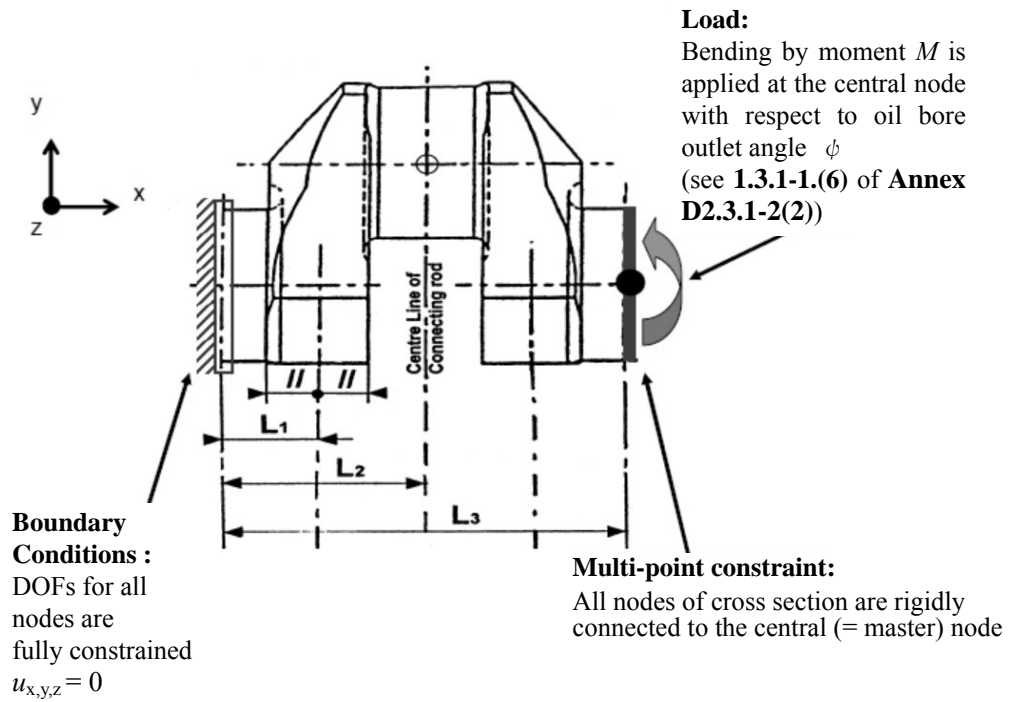 Load:
Bending by moment M is
applied at the central node
with respect to oil bore
outlet angle ϕ
(see 1.3.1-1.(6) of Annex
D2.3.1-2(2))
y
x
z
Centre Line of
Connecting rod
// //
L1
L2
L3
Boundary
Conditions :
DOFs for all
nodes are
fully constrained
ux,y,z = 0
Multi-point constraint:
All nodes of cross section are rigidly
connected to the central (= master) node